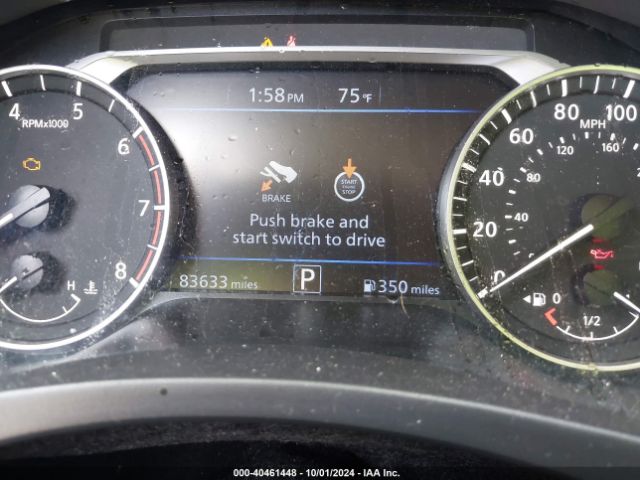 1:58 PM 75°F
4 5 6 7 8
RPMx1000
H
BRAKE
START ENGINE STOP
Push brake and
start switch to drive
83633 miles P 350 miles
0 20 40 60 80 100
MPH
40 80 120 160
0 1/2
000-40461448 | 10/01/2024 | IAA Inc.